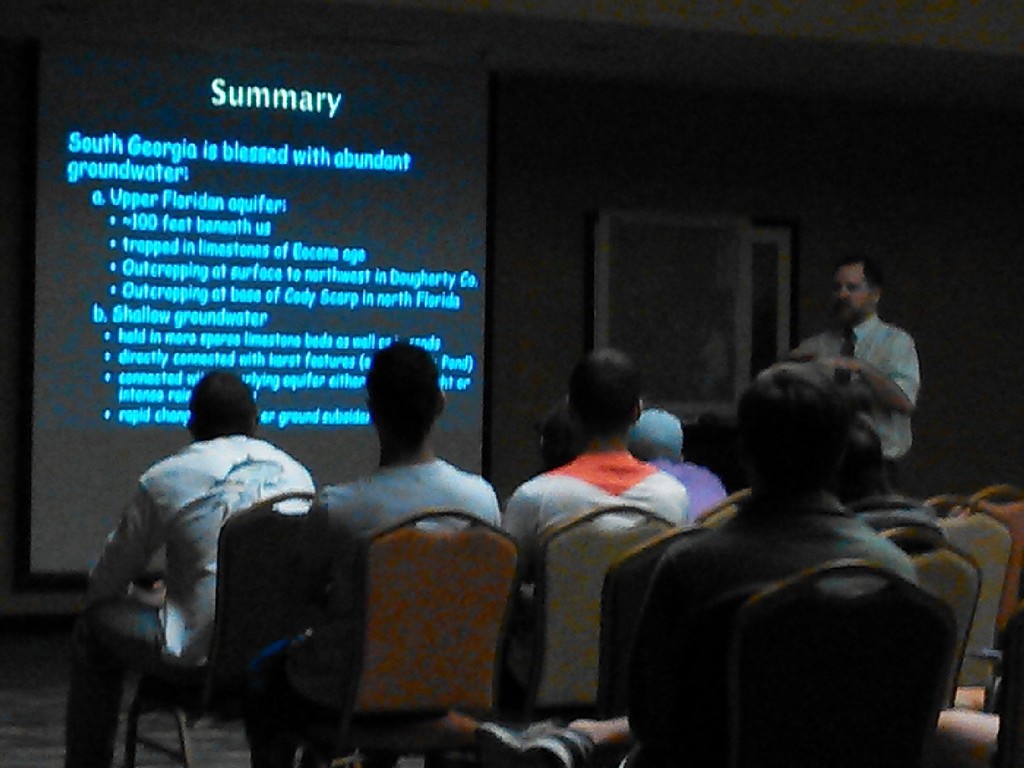 Summary
South Georgia is blessed with abundant
groundwater:
a. Upper Floridan aquifer:
• ~100 feet beneath us
• trapped in limestones of Eocene age
• Outcropping at surface to northwest in Dougherty Co.
• Outcropping at base of Cody Scarp in north Florida
b. Shallow groundwater
• held in more sparse limestone beds as well as in sands
• directly connected with karst features
• connected
intense
• rapid ground